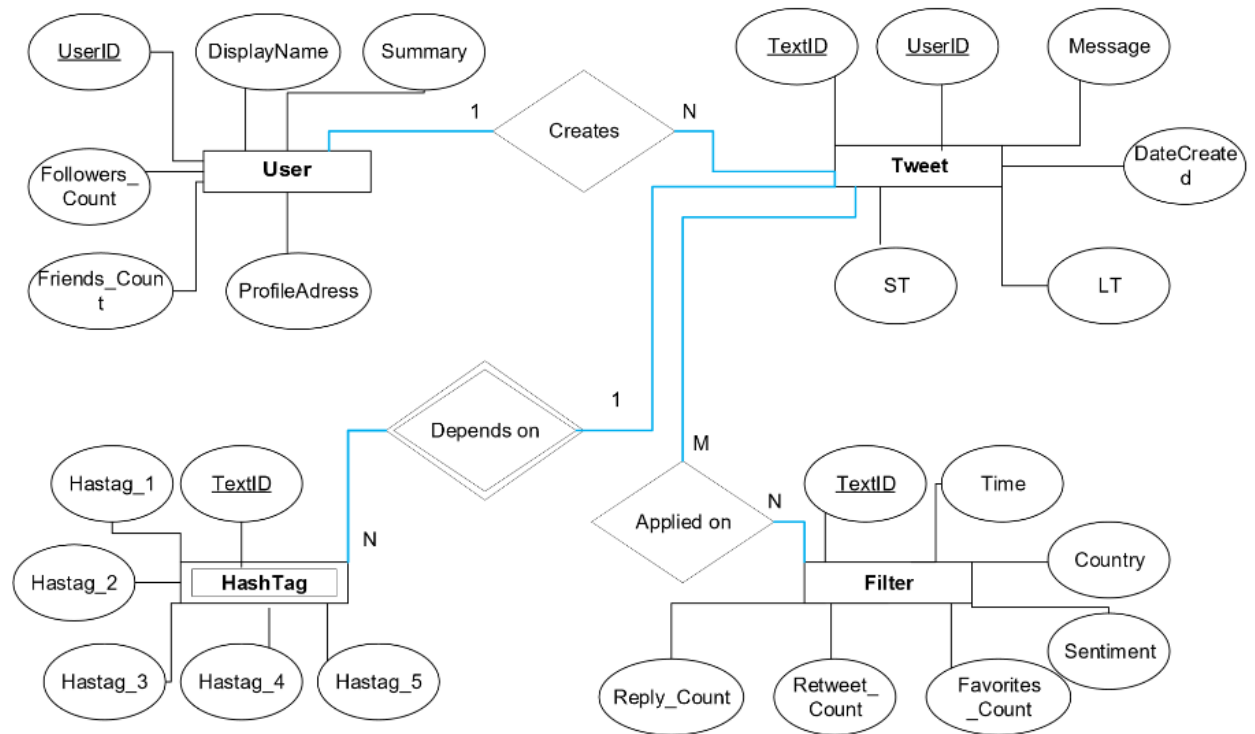 UserID
DisplayName
Summary
TextID
UserID
Message
1
Creates
N
User
Tweet
Followers_
Count
DateCreate
d
Friends_Coun
t
ProfileAdress
ST
LT
Depends on
1
M
N
Hastag_1
TextID
Applied on
N
TextID
Time
Hastag_2
HashTag
Filter
Country
Sentiment
Hastag_3
Hastag_4
Hastag_5
Reply_Count
Retweet_
Count
Favorites
_Count